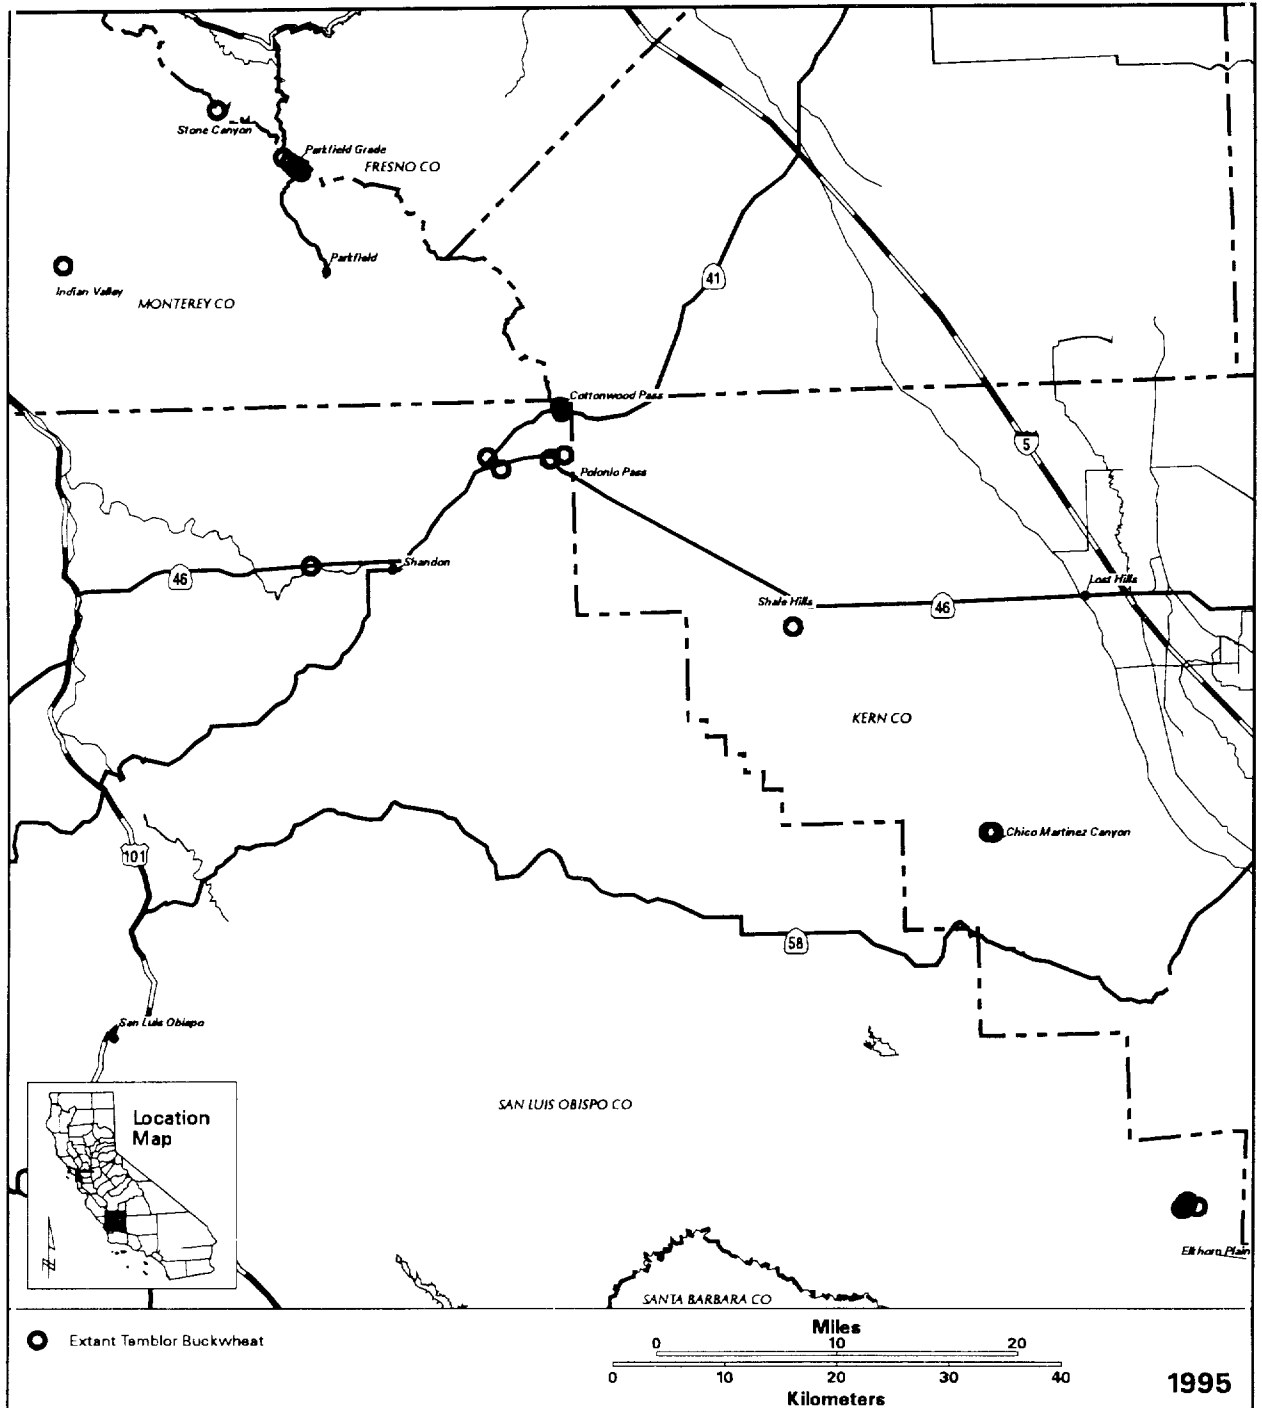 Stone Canyon
Parkfield Grade
FRESNO CO
Parkfield
Indian Valley
MONTEREY CO
41
Cottonwood Pass
5
Polonio Pass
Shandon
46
Lost Hills
Shale Hills
46
KERN CO
Chico Martinez Canyon
101
58
San Luis Obispo
SAN LUIS OBISPO CO
Location
Map
N
Elkhorn Plain
SANTA BARBARA CO
Extant Temblor Buckwheat
Miles
0 10 20
0 10 20 30 40
Kilometers
1995